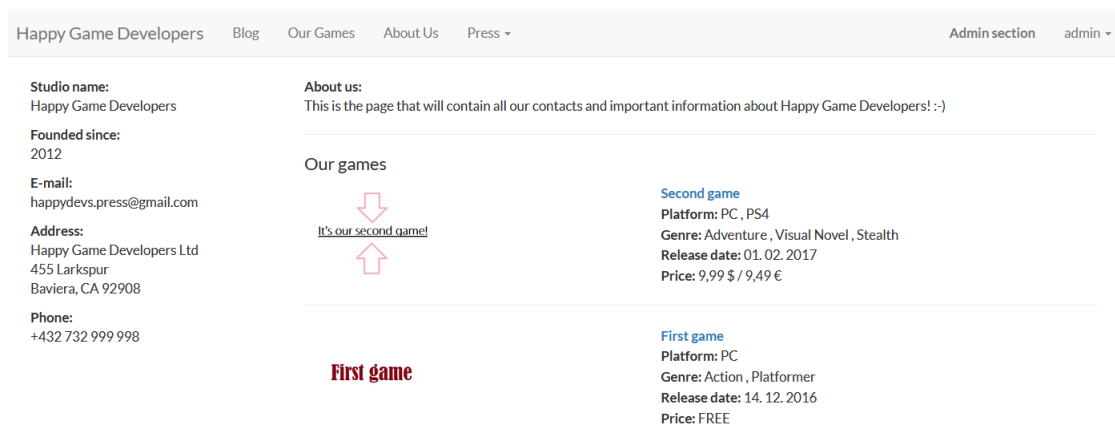 Happy Game Developers Blog Our Games About Us Press Admin section admin
Studio name:
Happy Game Developers
Founded since:
2012
E-mail:
happydevs.press@gmail.com
Address:
Happy Game Developers Ltd
455 Larkspur
Baviera, CA 92908
Phone:
+432 732 999 998
About us:
This is the page that will contain all our contacts and important information about Happy Game Developers! :-)
Our games
It's our second game!
Second game
Platform: PC , PS4
Genre: Adventure , Visual Novel , Stealth
Release date: 01. 02. 2017
Price: 9,99 $ / 9,49 €
First game
First game
Platform: PC
Genre: Action , Platformer
Release date: 14. 12. 2016
Price: FREE